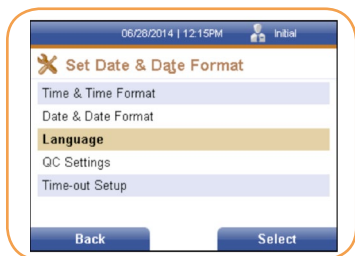 06/28/2014 | 12:15PM Initial
Set Date & Date Format
Time & Time Format
Date & Date Format
Language
QC Settings
Time-out Setup
Back Select